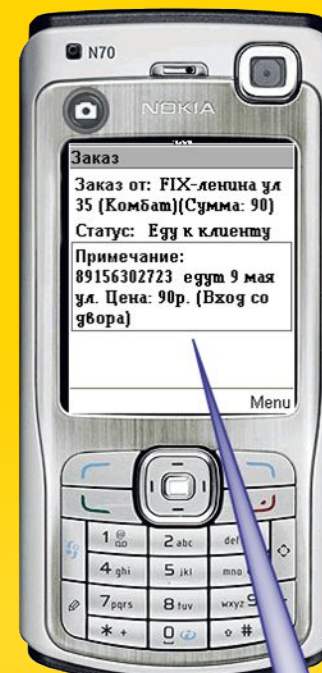 N70
NOKIA
Заказ
Заказ от: FIX-ленина ул
35 (Комбат)(Сумма: 90)
Статус: Еду к клиенту
Примечание:
89156302723 едут 9 мая
ул. Цена: 90р. (Вход со
двора)
Menu
1
2 abc
def
4 ghi
5 jkl
mno
7 pqrs
8 tuv
wxyz 9
* +
0
#